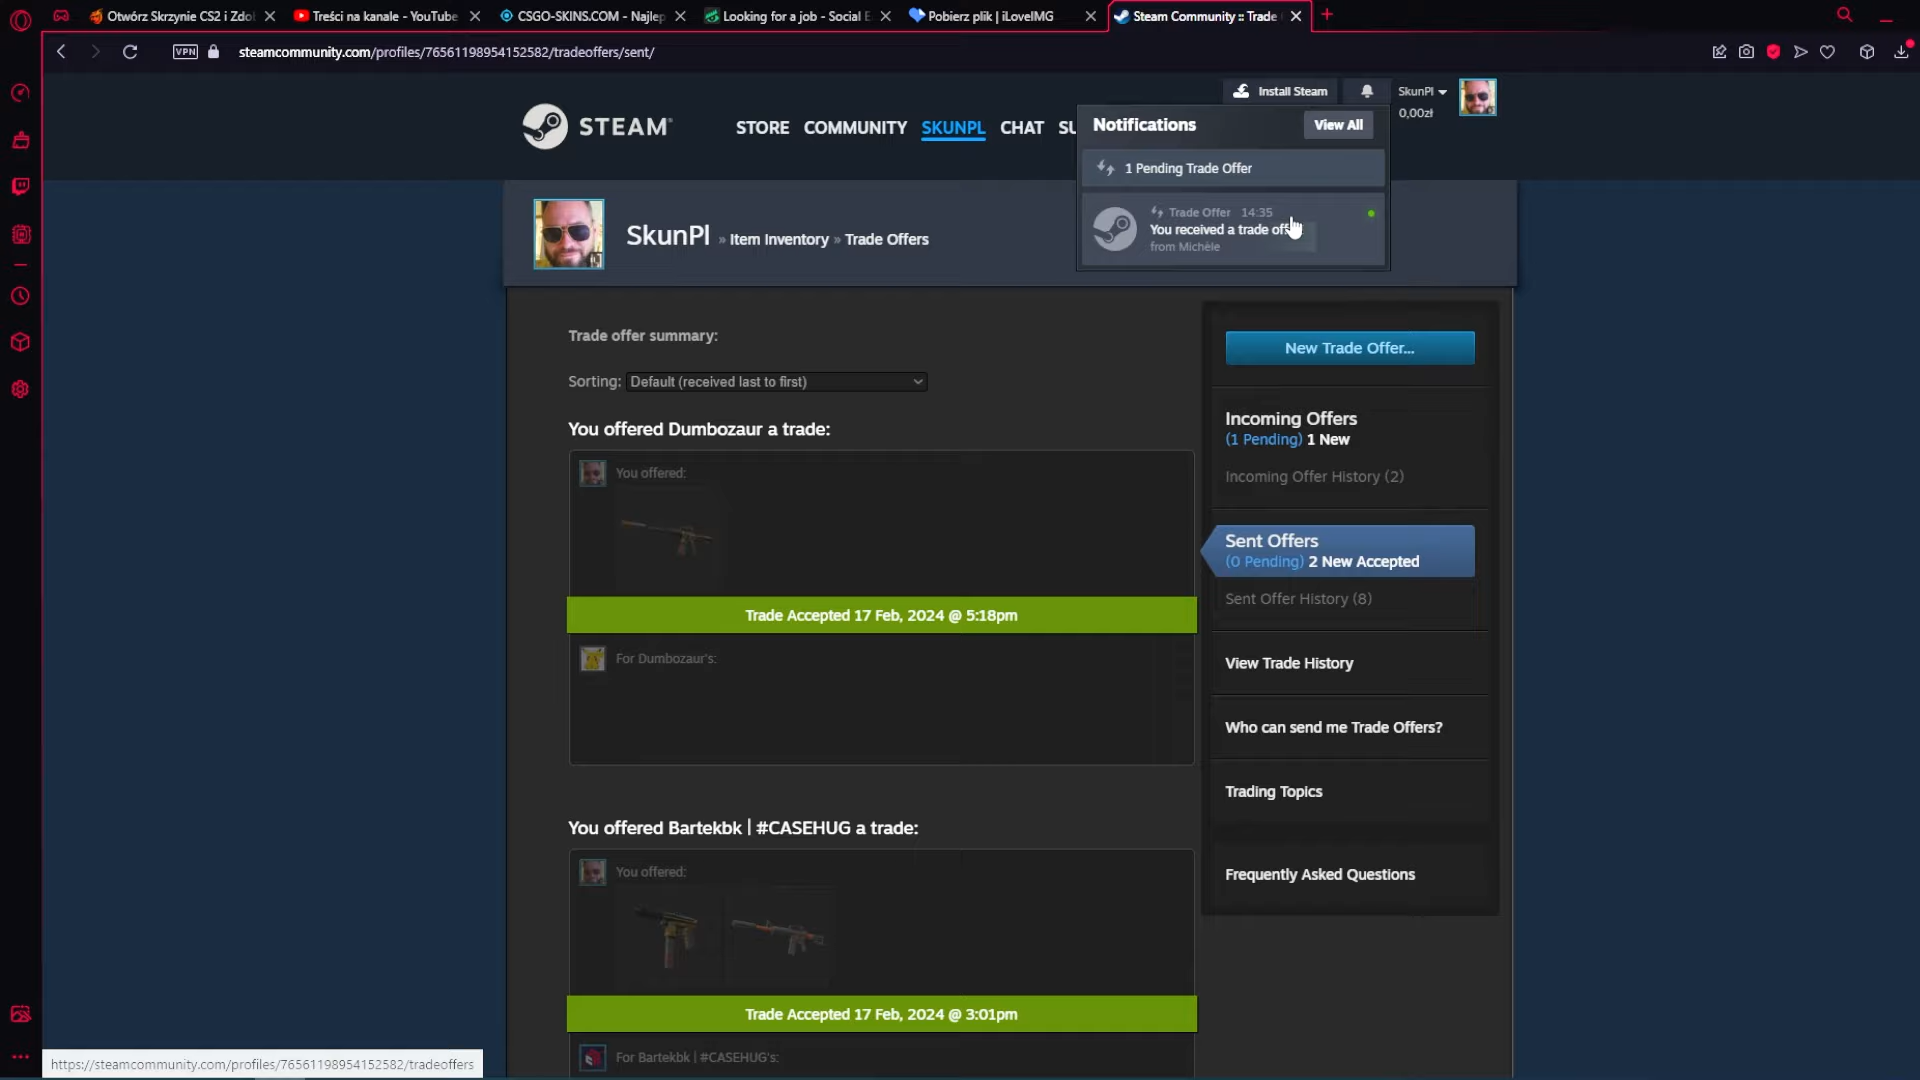 Otwórz Skrzynie CS2 i Zdo
Treści na kanale - YouTube
CSGO-SKINS.COM - Najlep
Looking for a job - Social E
Pobierz plik | iLoveIMG
Steam Community :: Trade
VPN
steamcommunity.com/profiles/76561198954152582/tradeoffers/sent/
Install Steam
SkunPl
0,00zł
STEAM
STORE
COMMUNITY
SKUNPL
CHAT
SU
Notifications
View All
1 Pending Trade Offer
Trade Offer 14:35
You received a trade off
from Michèle
SkunPl » Item Inventory » Trade Offers
Trade offer summary:
Sorting: Default (received last to first)
You offered Dumbozaur a trade:
You offered:
Trade Accepted 17 Feb, 2024 @ 5:18pm
For Dumbozaur's:
You offered Bartekbk | #CASEHUG a trade:
You offered:
Trade Accepted 17 Feb, 2024 @ 3:01pm
For Bartekbk | #CASEHUG's:
New Trade Offer...
Incoming Offers
(1 Pending) 1 New
Incoming Offer History (2)
Sent Offers
(0 Pending) 2 New Accepted
Sent Offer History (8)
View Trade History
Who can send me Trade Offers?
Trading Topics
Frequently Asked Questions
https://steamcommunity.com/profiles/76561198954152582/tradeoffers